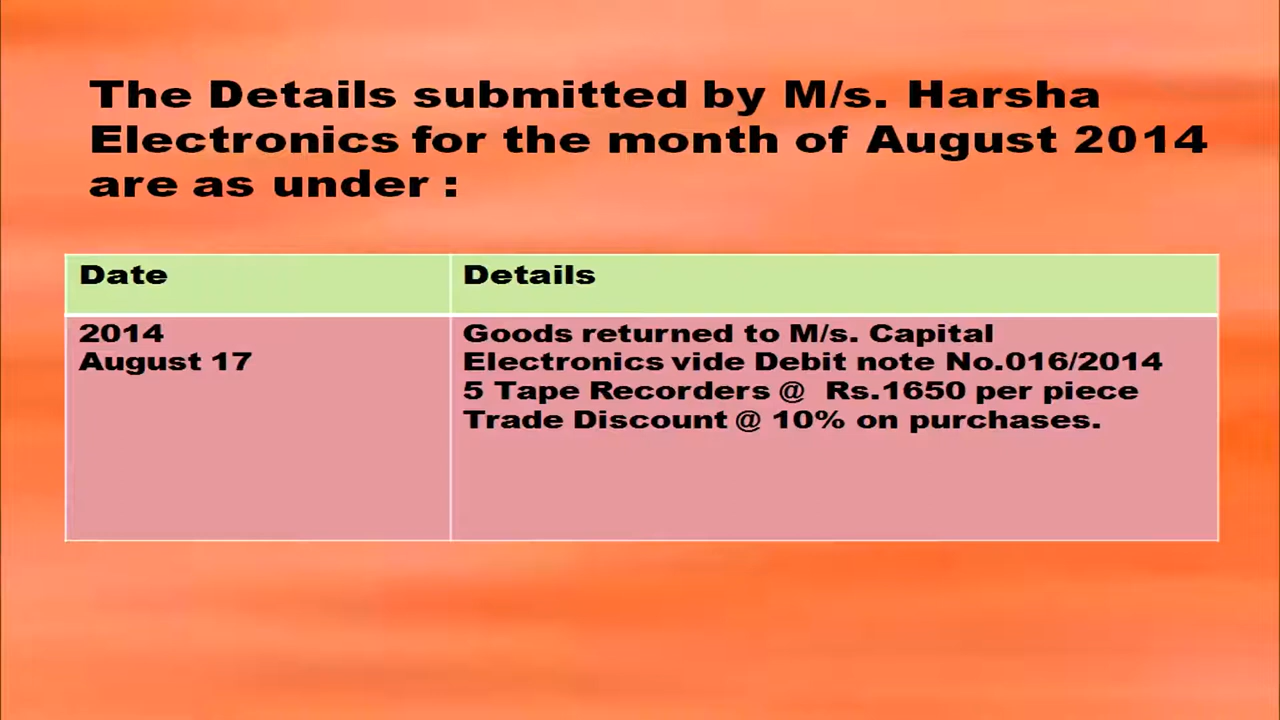 The Details submitted by M/s. Harsha
Electronics for the month of August 2014
are as under :
Date
Details
2014
August 17
Goods returned to M/s. Capital
Electronics vide Debit note No.016/2014
5 Tape Recorders @  Rs.1650 per piece
Trade Discount @ 10% on purchases.